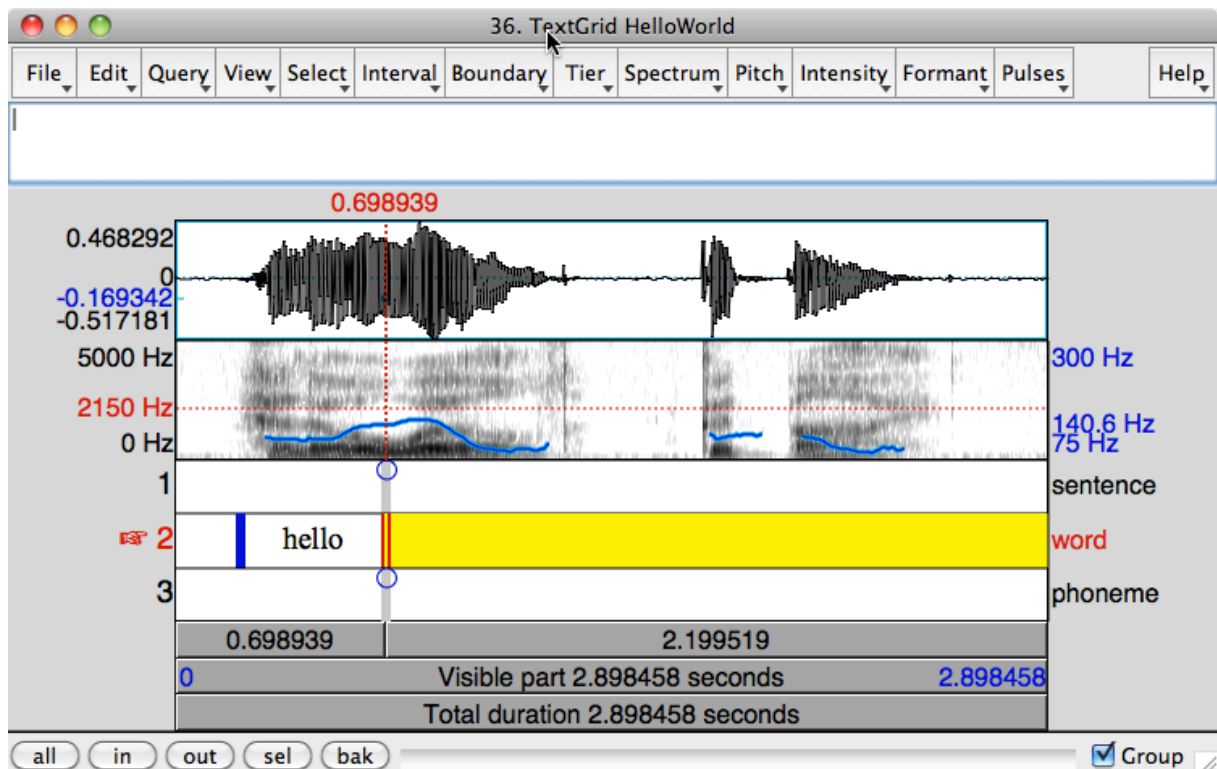 36. TextGrid HelloWorld
File Edit Query View Select Interval Boundary Tier Spectrum Pitch Intensity Formant Pulses Help
0.698939
0.468292
0
-0.169342
-0.517181
5000 Hz 300 Hz
2150 Hz
140.6 Hz
0 Hz 75 Hz
1 sentence
2 hello word
3 phoneme
0.698939 2.199519
0 Visible part 2.898458 seconds 2.898458
Total duration 2.898458 seconds
all in out sel bak Group